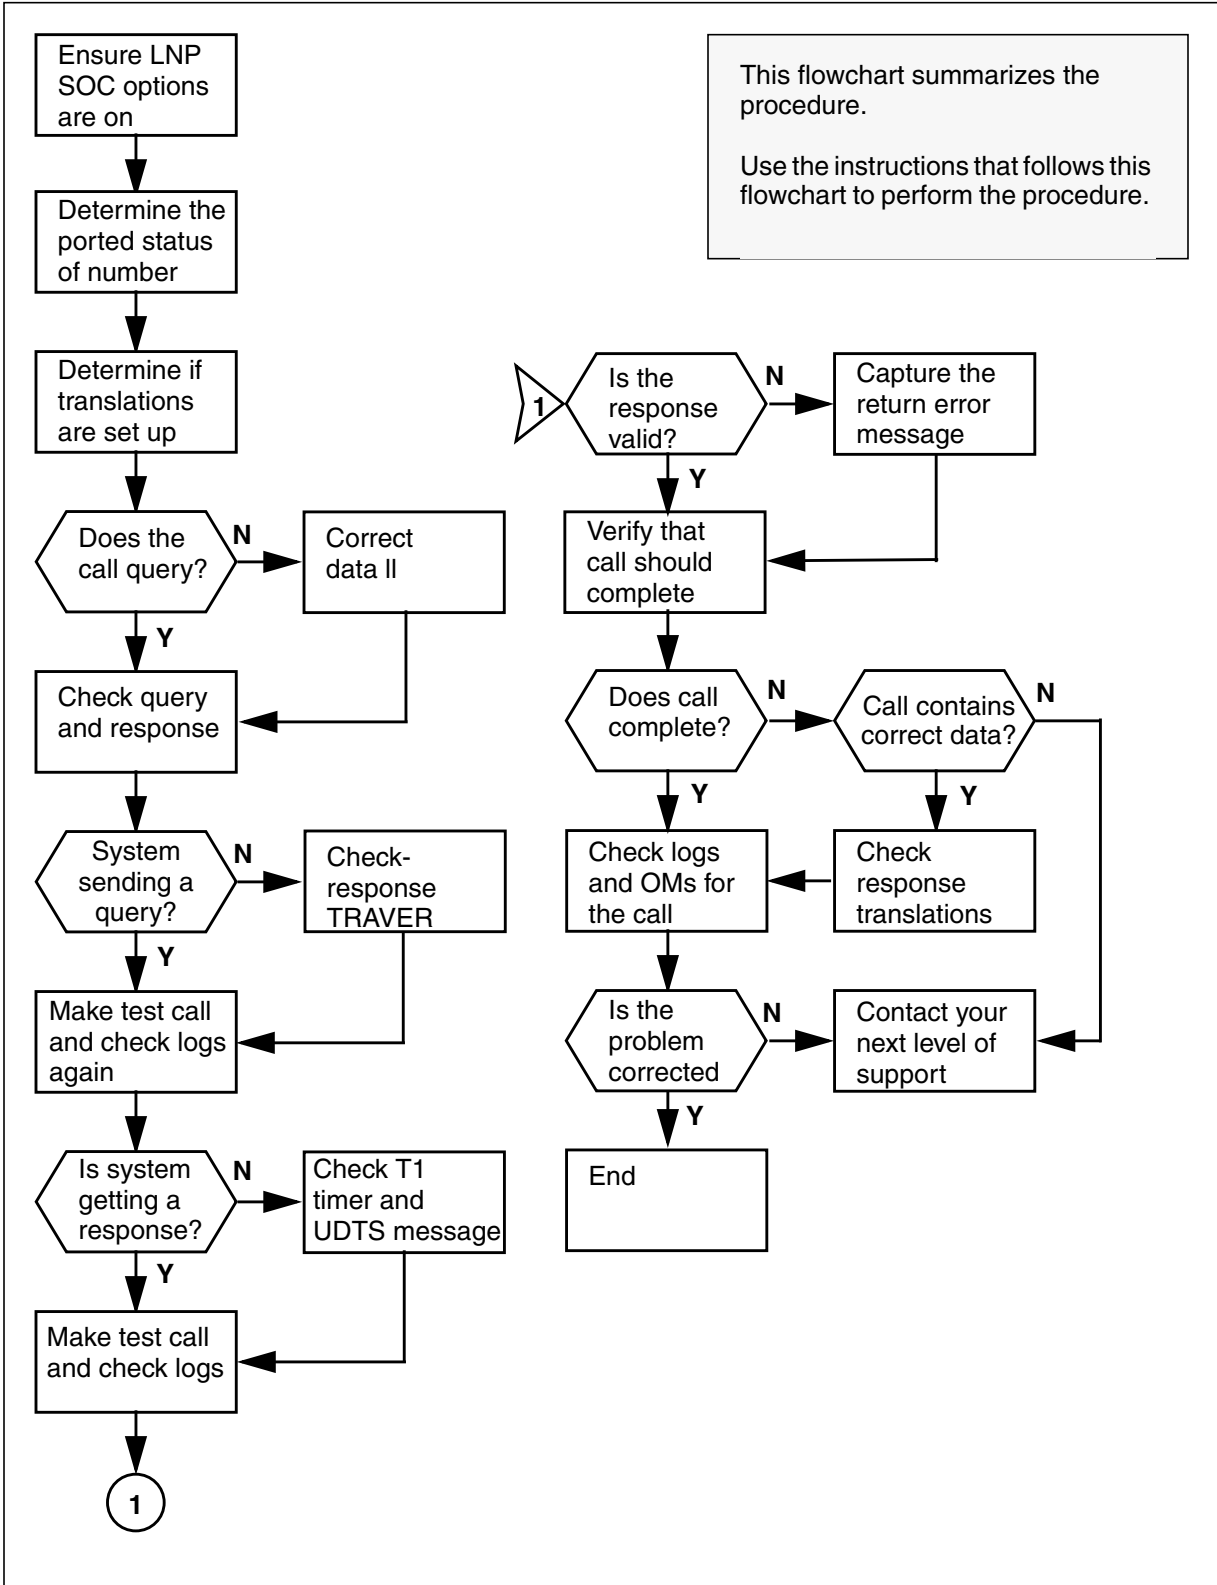 Ensure LNP
SOC options
are on
Determine the
ported status
of number
Determine if
translations
are set up
Does the
call query?
N
Correct
data ll
Y
Check query
and response
System
sending a
query?
N
Check-
response
TRAVER
Y
Make test call
and check logs
again
Is system
getting a
response?
N
Check T1
timer and
UDTS message
Y
Make test call
and check logs
1
This flowchart summarizes the
procedure.
Use the instructions that follows this
flowchart to perform the procedure.
1
Is the
response
valid?
N
Capture the
return error
message
Y
Verify that
call should
complete
Does call
complete?
N
Call contains
correct data?
N
Y
Y
Check logs
and OMs for
the call
Check
response
translations
Is the
problem
corrected
N
Contact your
next level of
support
Y
End